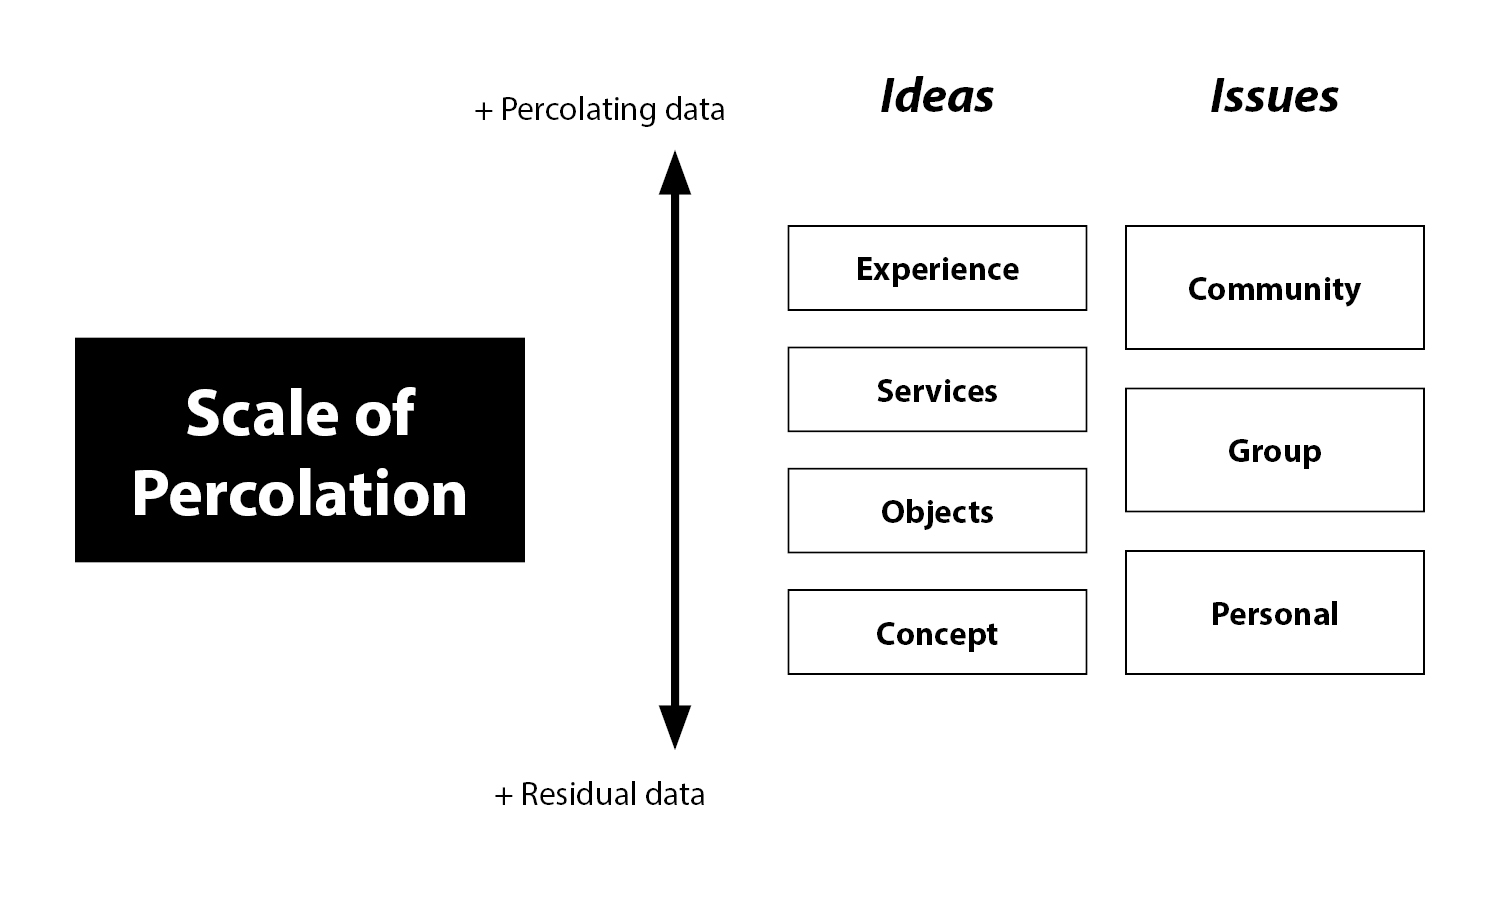 + Percolating data
Ideas
Issues
Scale of
Percolation
Experience
Services
Objects
Concept
Community
Group
Personal
+ Residual data